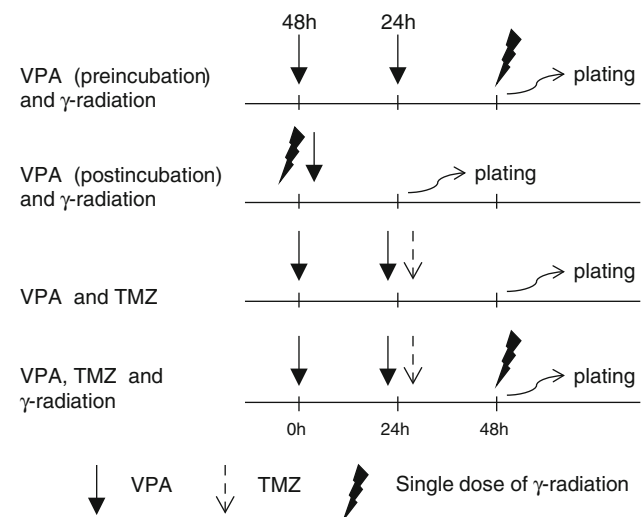 48h 24h
VPA (preincubation)
and γ-radiation
plating
VPA (postincubation)
and γ-radiation
plating
VPA and TMZ
plating
VPA, TMZ and
γ-radiation
plating
0h 24h 48h
VPA TMZ Single dose of γ-radiation